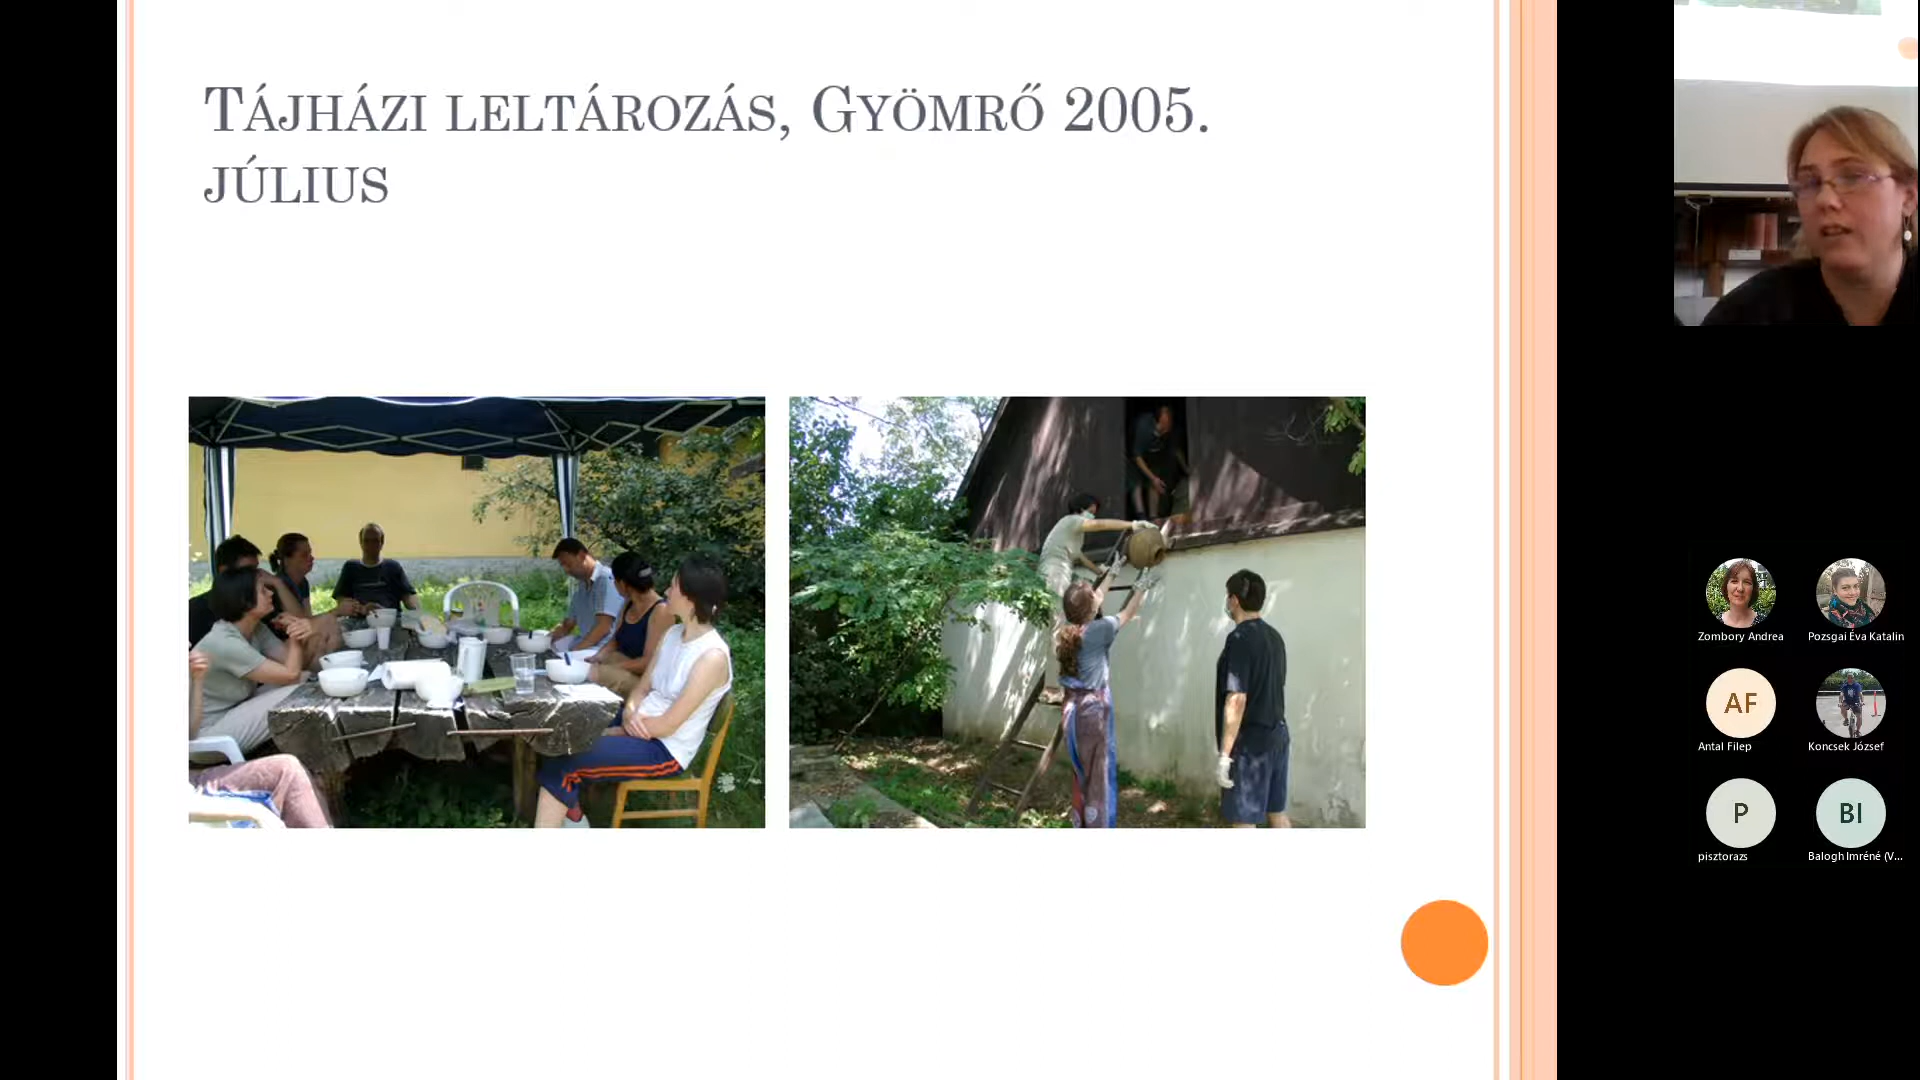 TÁJHÁZI LELTÁROZÁS, GYÖMRŐ 2005.
JÚLIUS
Zombory Andrea
Pozsgai Éva Katalin
AF
Antal Filep
Koncsek József
P
pisztorazs
BI
Balogh Imréné (V...